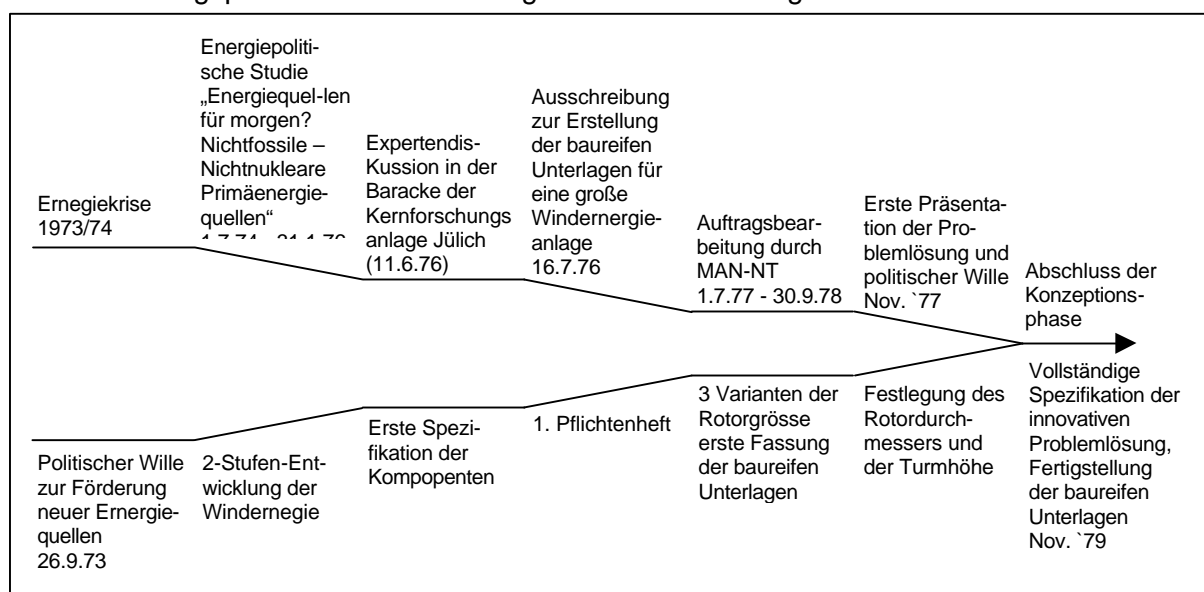 Ernegiekrise
1973/74
Energiepoliti-
sche Studie
„Energiequel-len
für morgen?
Nichtfossile –
Nichtnukleare
Primäenergie-
quellen“
Expertendis-
Kussion in der
Baracke der
Kernforschungs
anlage Jülich
(11.6.76)
Ausschreibung
zur Erstellung
der baureifen
Unterlagen für
eine große
Windernergie-
anlage
16.7.76
Auftragsbear-
beitung durch
MAN-NT
1.7.77 - 30.9.78
Erste Präsenta-
tion der Pro-
blemlösung und
politischer Wille
Nov. `77
Abschluss der
Konzeptions-
phase
Politischer Wille
zur Förderung
neuer Ernergie-
quellen
26.9.73
2-Stufen-Ent-
wicklung der
Windernegie
Erste Spezi-
fikation der
Kompopenten
1. Pflichtenheft
3 Varianten der
Rotorgrösse
erste Fassung
der baureifen
Unterlagen
Festlegung des
Rotordurch-
messers und
der Turmhöhe
Vollständige
Spezifikation der
innovativen
Problemlösung,
Fertigstellung
der baureifen
Unterlagen
Nov. `79